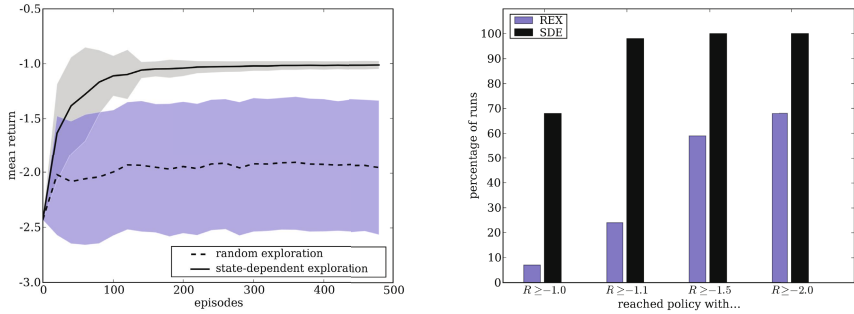 -0.5
-1.0
-1.5
-2.0
-2.5
-3.0
mean return
0 100 200 300 400 500
episodes
random exploration
state-dependent exploration
100
90
80
70
60
50
40
30
20
10
0
percentage of runs
REX
SDE
R ≥−1.0 R ≥−1.1 R ≥−1.5 R ≥−2.0
reached policy with...